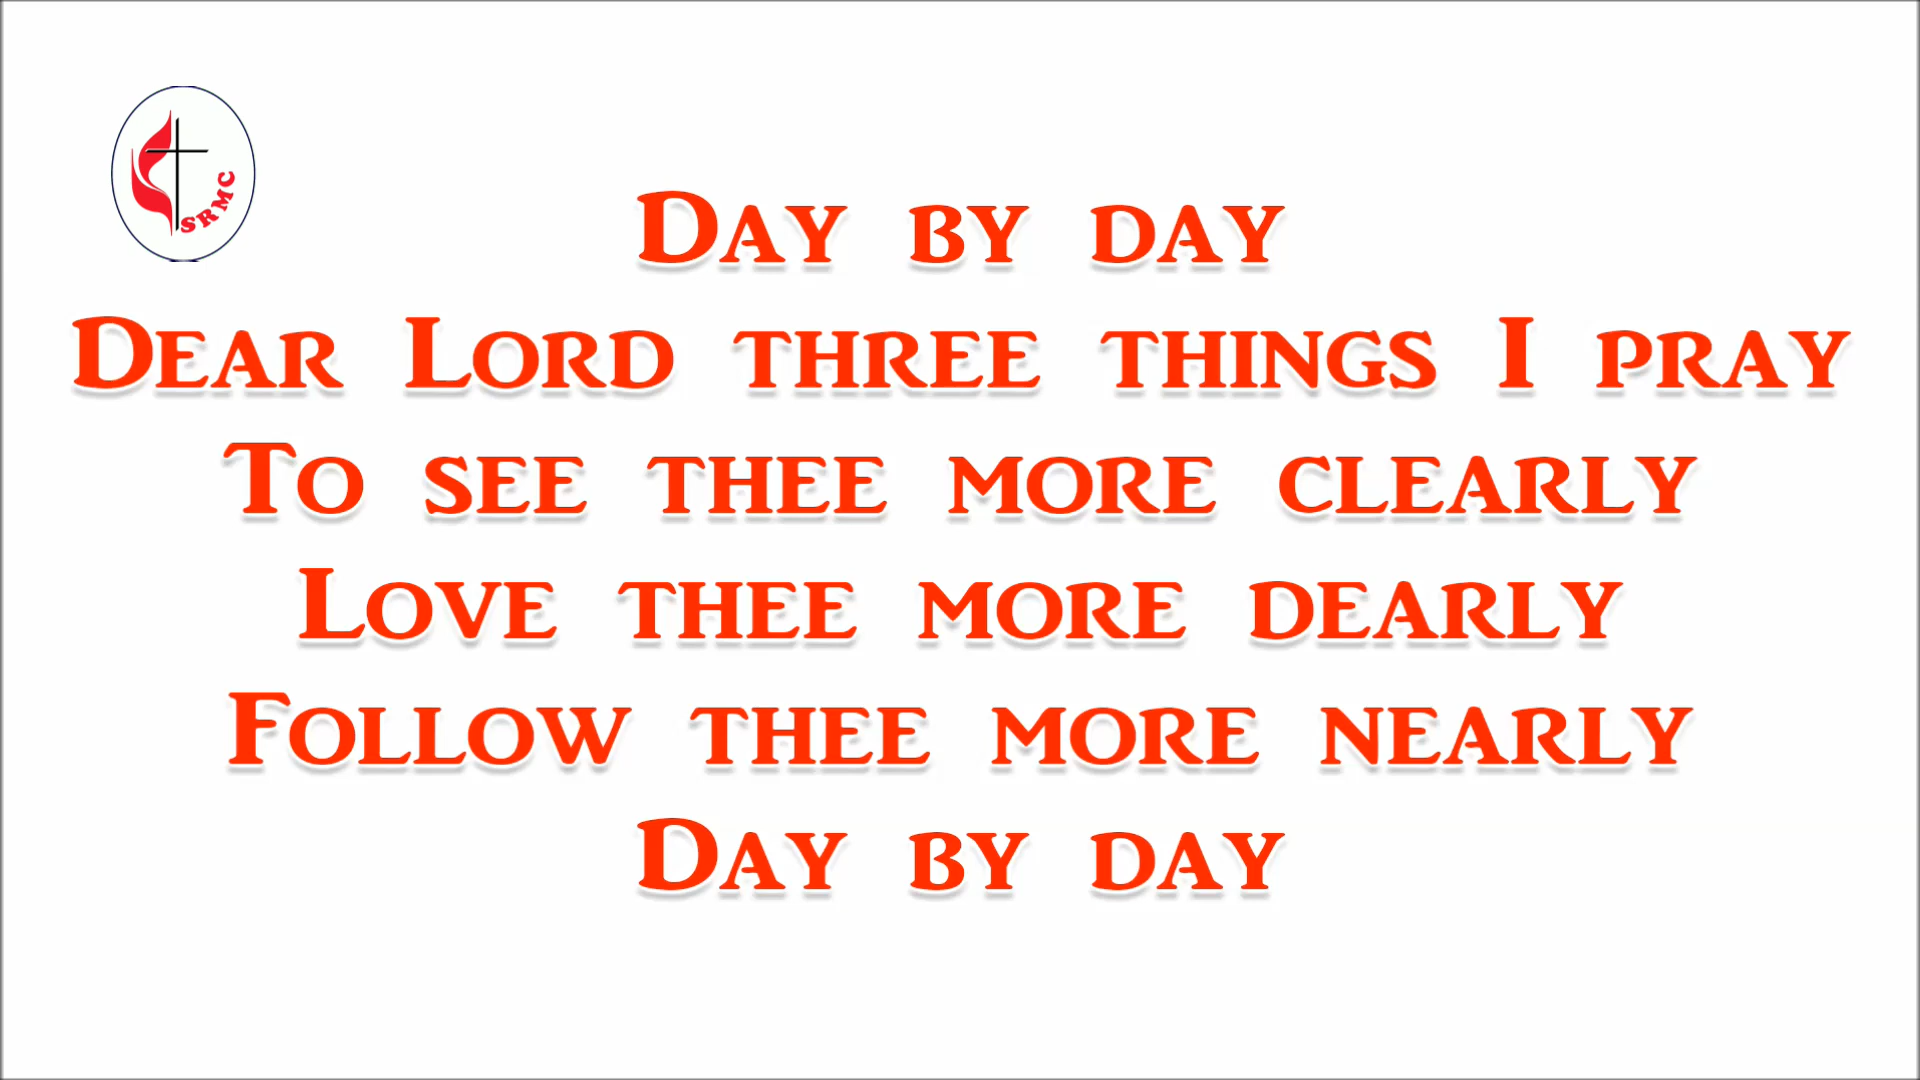 SRMC
Day by day
Dear Lord three things I pray
To see thee more clearly
Love thee more dearly
Follow thee more nearly
Day by day